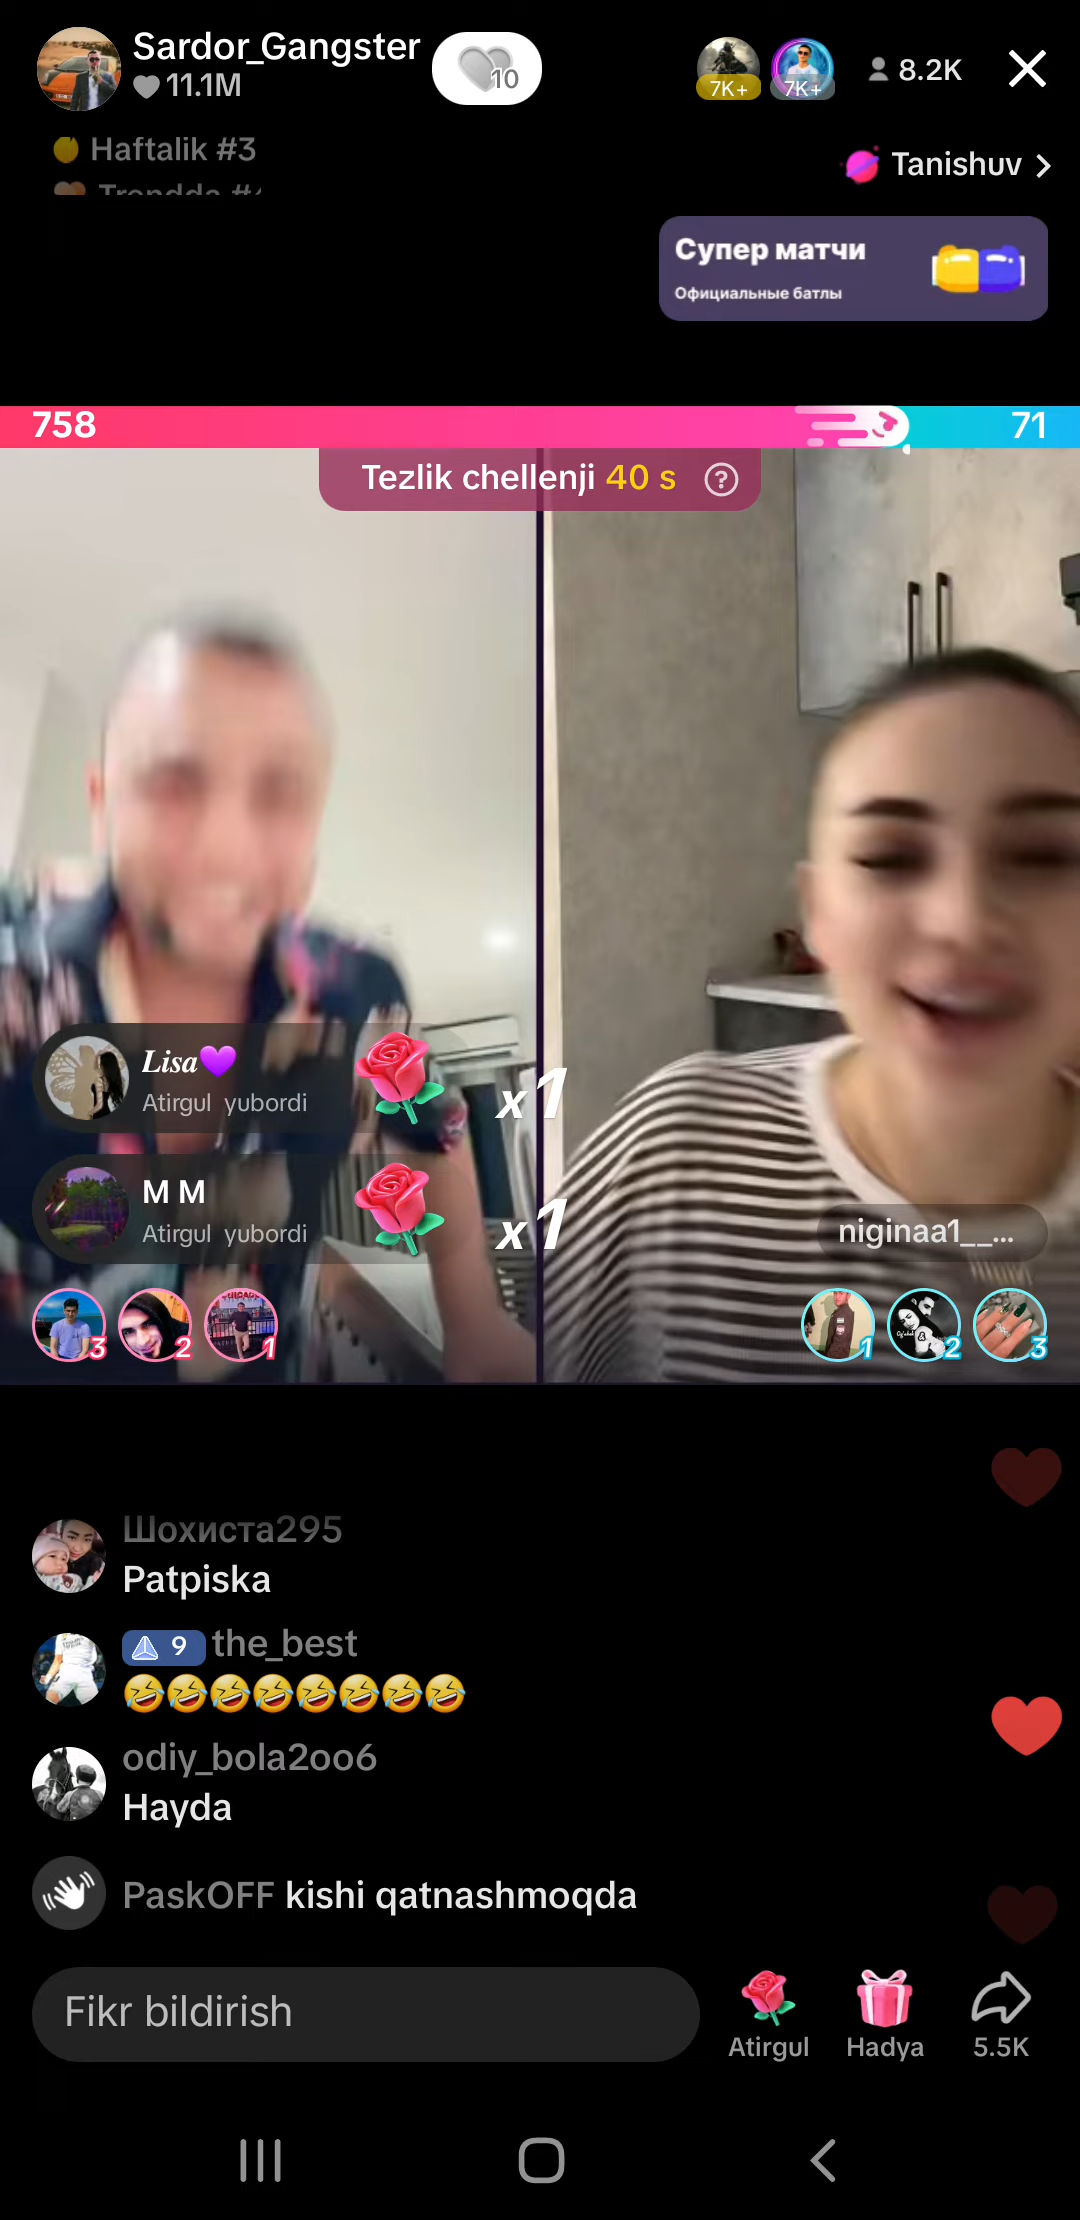 Sardor_Gangster
11.1M
10
7K+
7K+
8.2K
Haftalik #3
Tanishuv
Супер матчи
Официальные батлы
758
71
Tezlik chellenji 40 s
Lisa💜
Atirgul yubordi
x1
M M
Atirgul yubordi
x1
niginaa1__...
3
2
1
1
2
3
Шохиста295
Patpiska
9 the_best
🤣🤣🤣🤣🤣🤣🤣🤣
odiy_bola2oo6
Hayda
PaskOFF kishi qatnashmoqda
Fikr bildirish
Atirgul
Hadya
5.5K